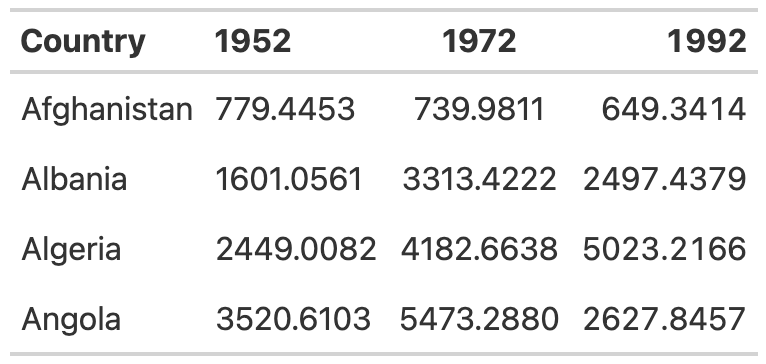 Country 1952 1972 1992
Afghanistan 779.4453 739.9811 649.3414
Albania 1601.0561 3313.4222 2497.4379
Algeria 2449.0082 4182.6638 5023.2166
Angola 3520.6103 5473.2880 2627.8457